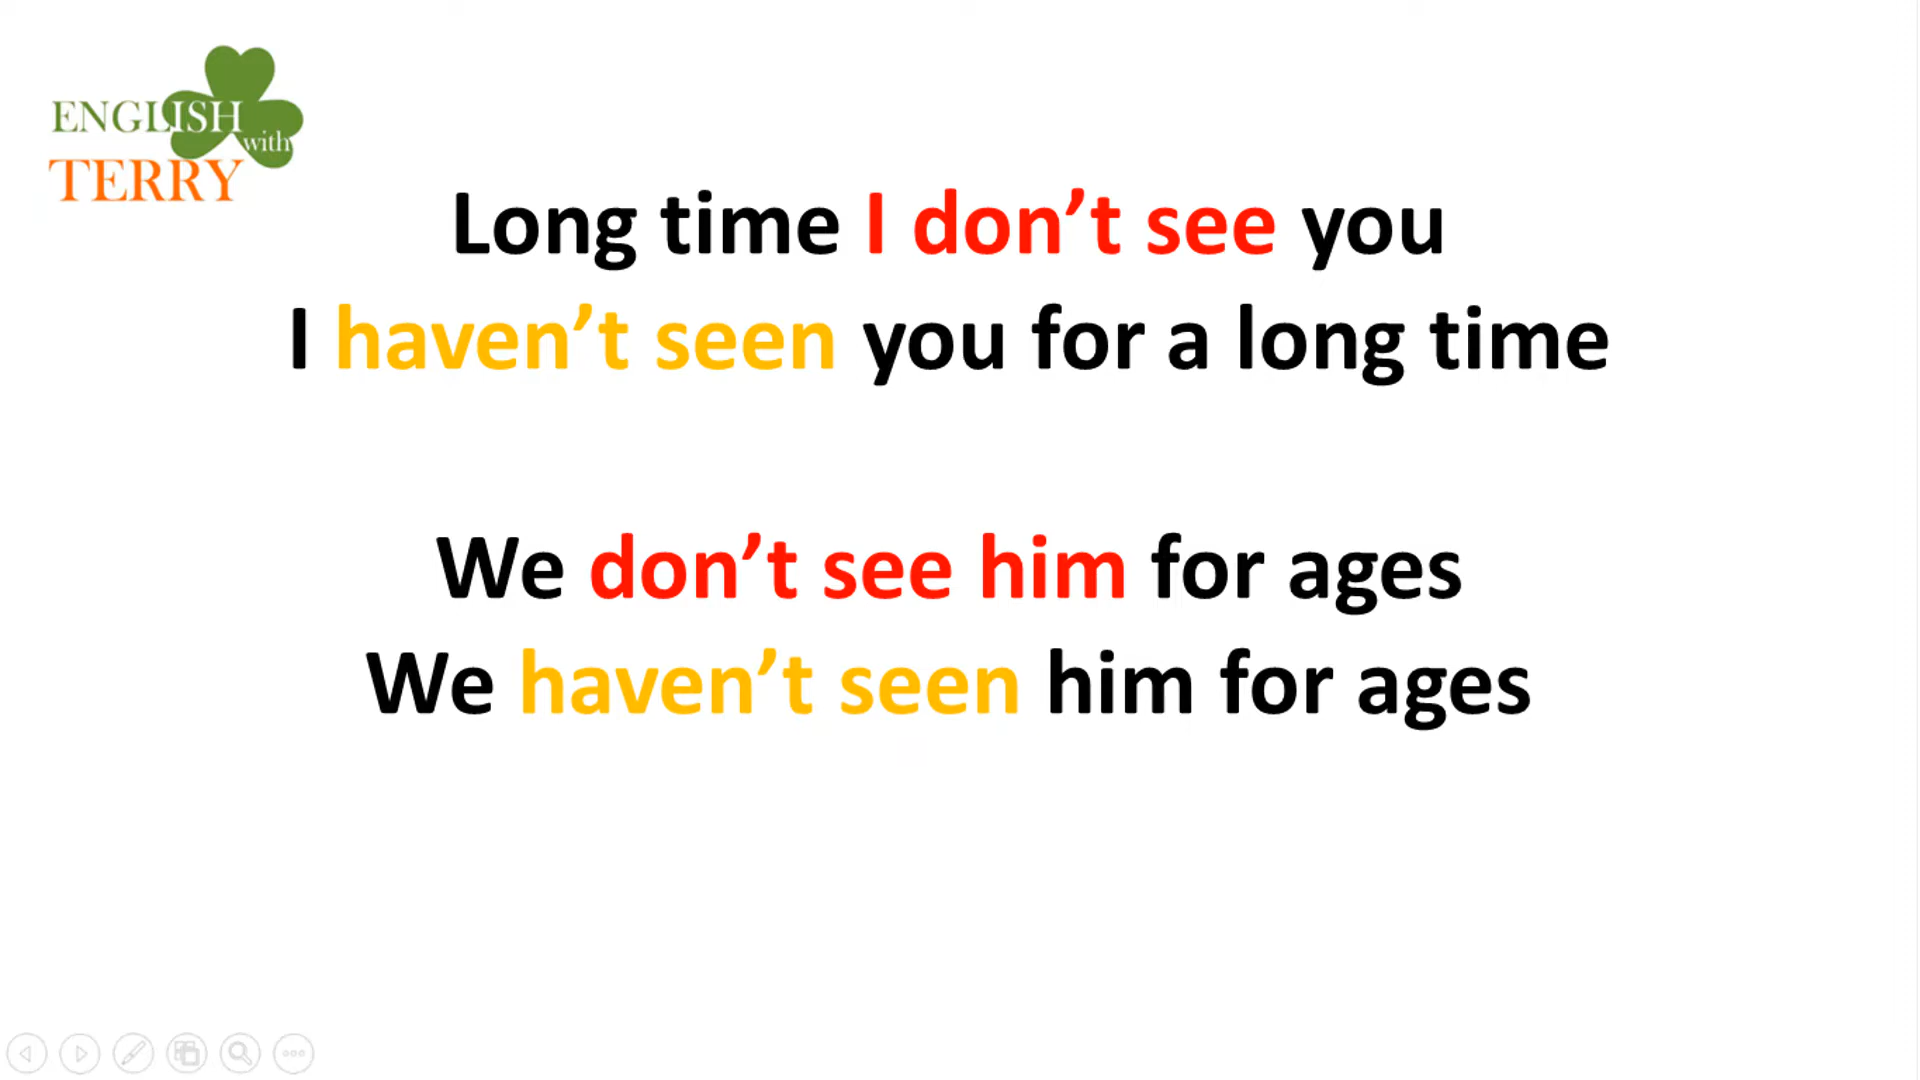 ENGLISH
with
TERRY
Long time I don’t see you
I haven’t seen you for a long time
We don’t see him for ages
We haven’t seen him for ages